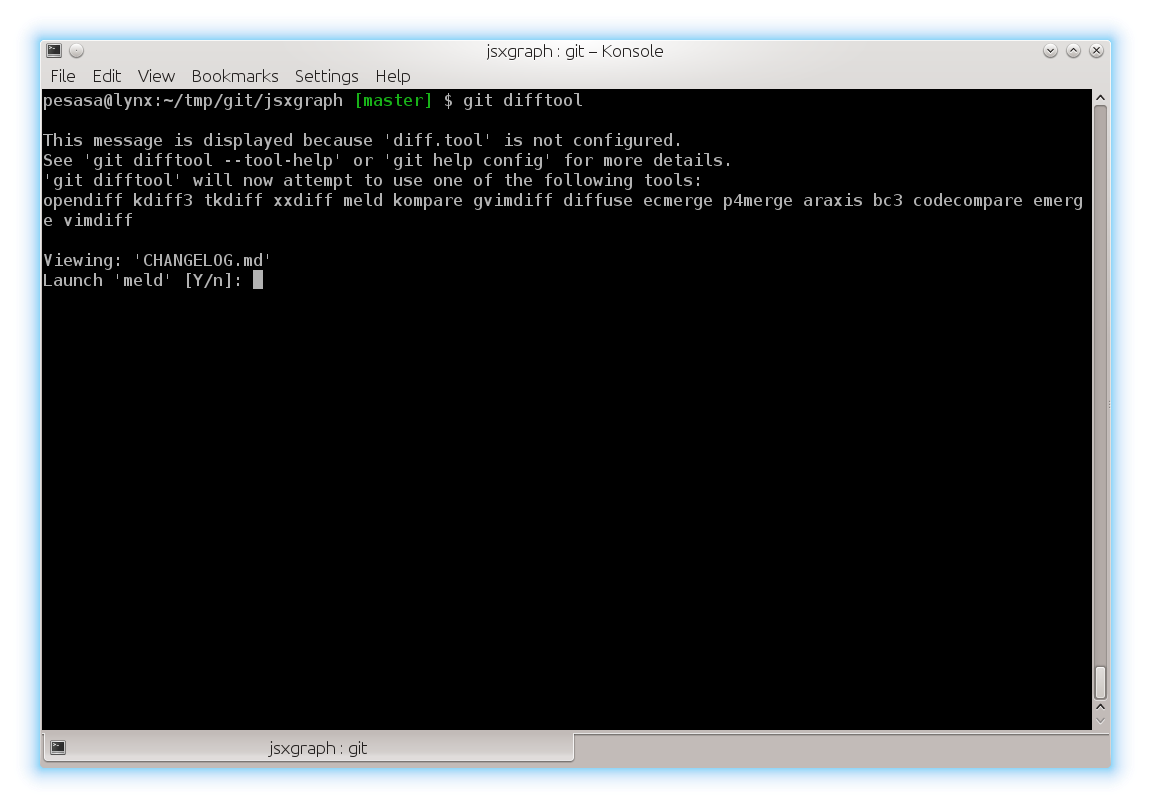 jsxgraph : git – Konsole
File Edit View Bookmarks Settings Help
pesasa@lynx:~/tmp/git/jsxgraph [master] $ git difftool
This message is displayed because 'diff.tool' is not configured.
See 'git difftool --tool-help' or 'git help config' for more details.
'git difftool' will now attempt to use one of the following tools:
opendiff kdiff3 tkdiff xxdiff meld kompare gvimdiff diffuse ecmerge p4merge araxis bc3 codecompare emerg
e vimdiff
Viewing: 'CHANGELOG.md'
Launch 'meld' [Y/n]:
jsxgraph : git